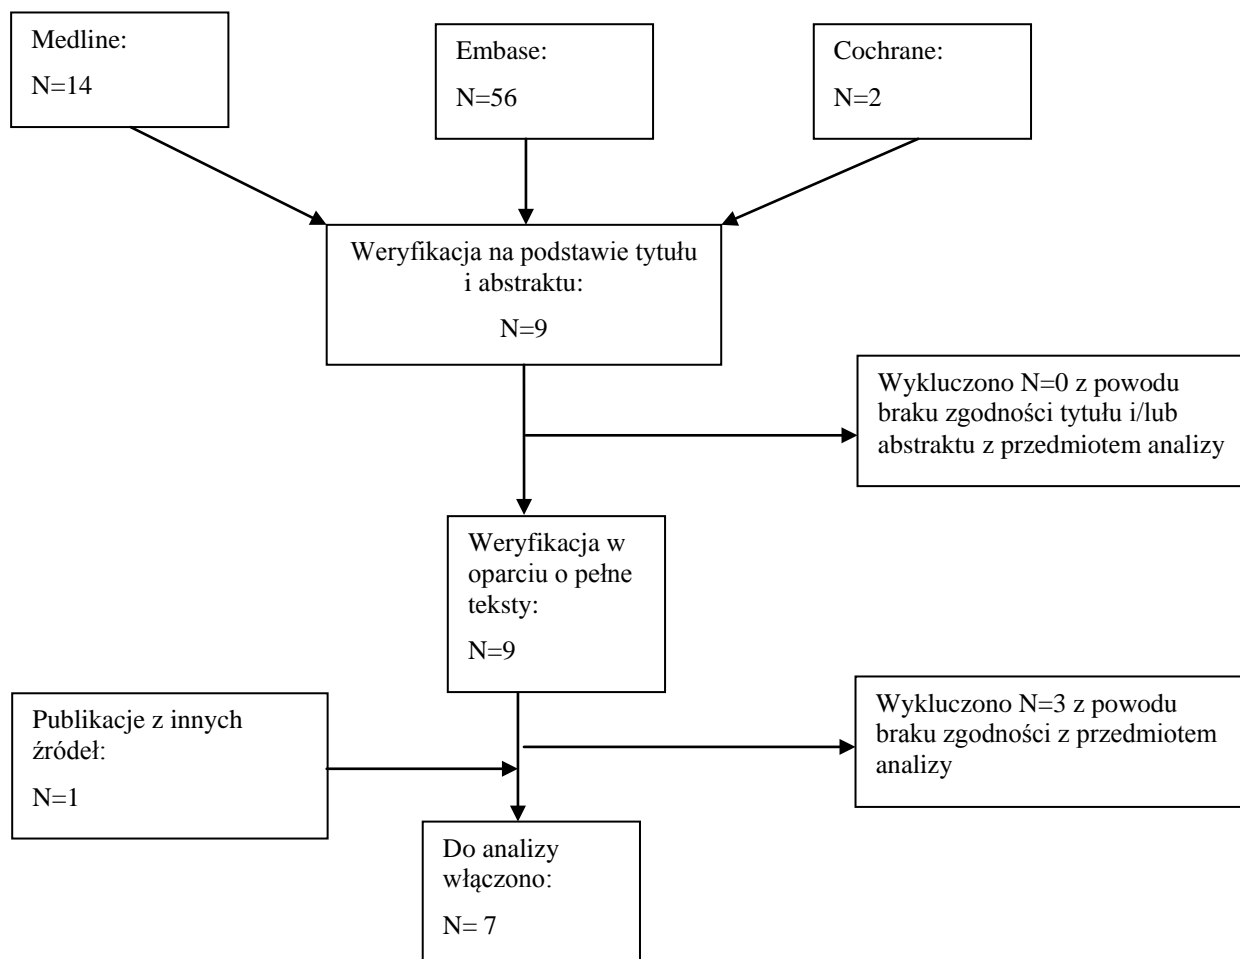 Medline:
N=14
Embase:
N=56
Cochrane:
N=2
Weryfikacja na podstawie tytułu
i abstraktu:
N=9
Wykluczono N=0 z powodu
braku zgodności tytułu i/lub
abstraktu z przedmiotem analizy
Weryfikacja w
oparciu o pełne
teksty:
N=9
Publikacje z innych
źródeł:
N=1
Wykluczono N=3 z powodu
braku zgodności z przedmiotem
analizy
Do analizy
włączono:
N= 7